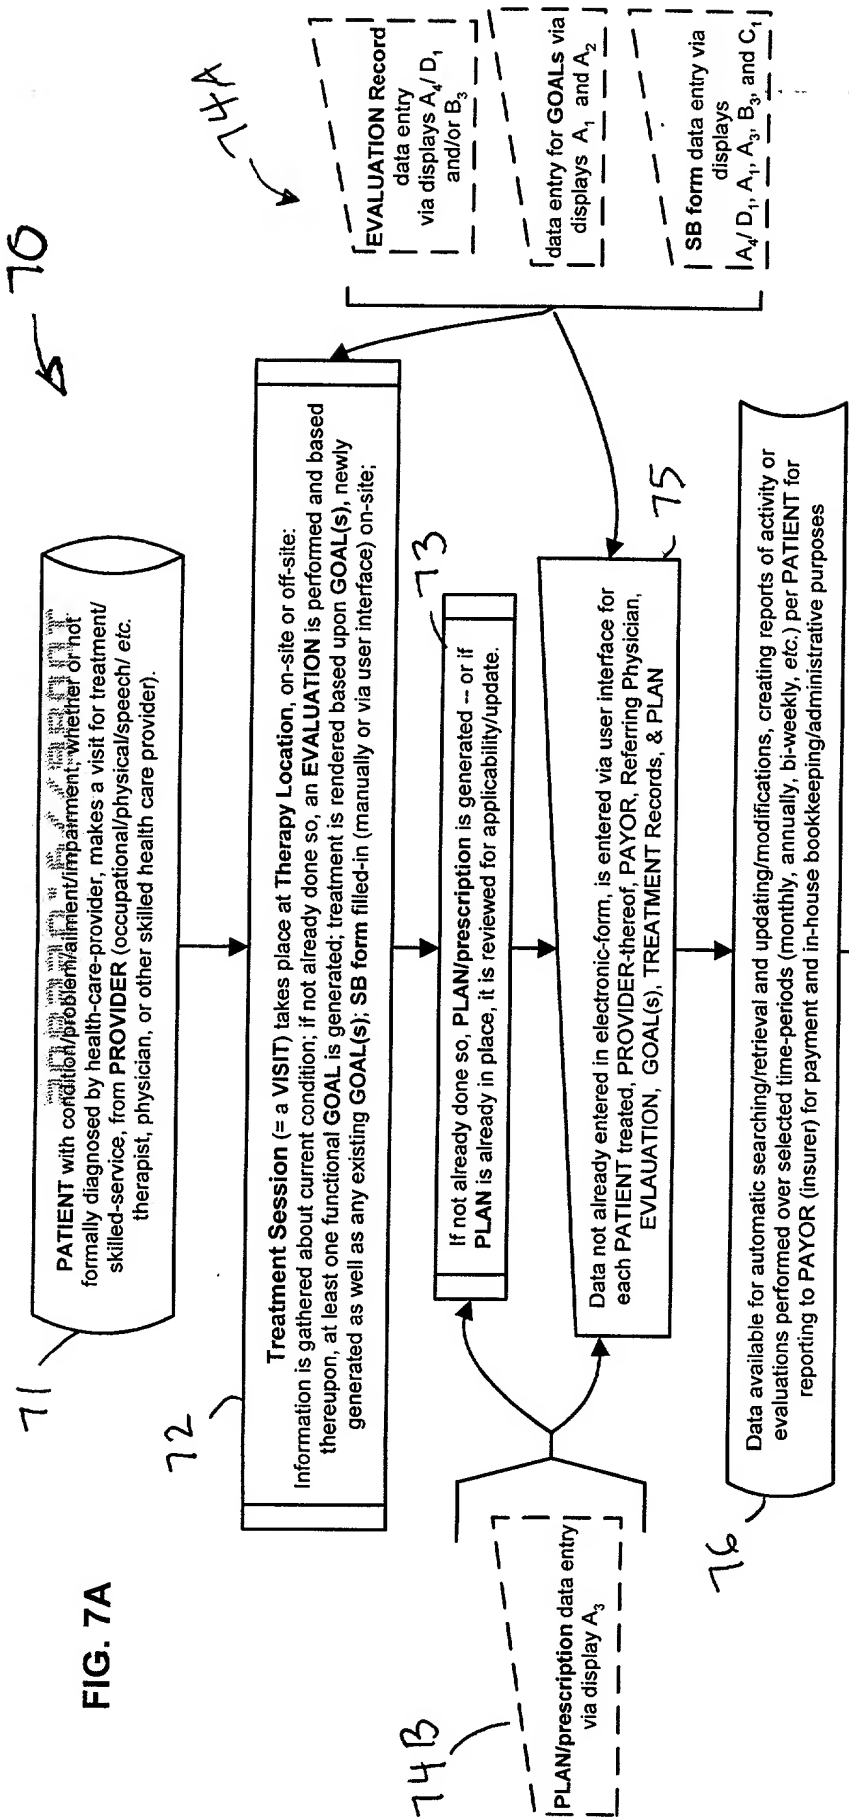 FIG. 7A
70
71
PATIENT with condition/problem/ailment/impairment, whether or not
formally diagnosed by health-care-provider, makes a visit for treatment/
skilled-service, from PROVIDER (occupational/physical/speech/ etc.
therapist, physician, or other skilled health care provider).
72
Treatment Session (= a VISIT) takes place at Therapy Location, on-site or off-site:
Information is gathered about current condition; if not already done so, an EVALUATION is performed and based
thereupon, at least one functional GOAL is generated; treatment is rendered based upon GOAL(s), newly
generated as well as any existing GOAL(s); SB form filled-in (manually or via user interface) on-site;
74A
EVALUATION Record
data entry
via displays A4/ D1
and/or B3
data entry for GOALs via
displays A1 and A2
SB form data entry via
displays
A4/ D1, A1, A3, B3, and C1
73
If not already done so, PLAN/prescription is generated -- or if
PLAN is already in place, it is reviewed for applicability/update.
74B
PLAN/prescription data entry
via display A3
75
Data not already entered in electronic-form, is entered via user interface for
each PATIENT treated, PROVIDER-thereof, PAYOR, Referring Physician,
EVLAUATION, GOAL(s), TREATMENT Records, & PLAN
76
Data available for automatic searching/retrieval and updating/modifications, creating reports of activity or
evaluations performed over selected time-periods (monthly, annually, bi-weekly, etc.) per PATIENT for
reporting to PAYOR (insurer) for payment and in-house bookkeeping/administrative purposes